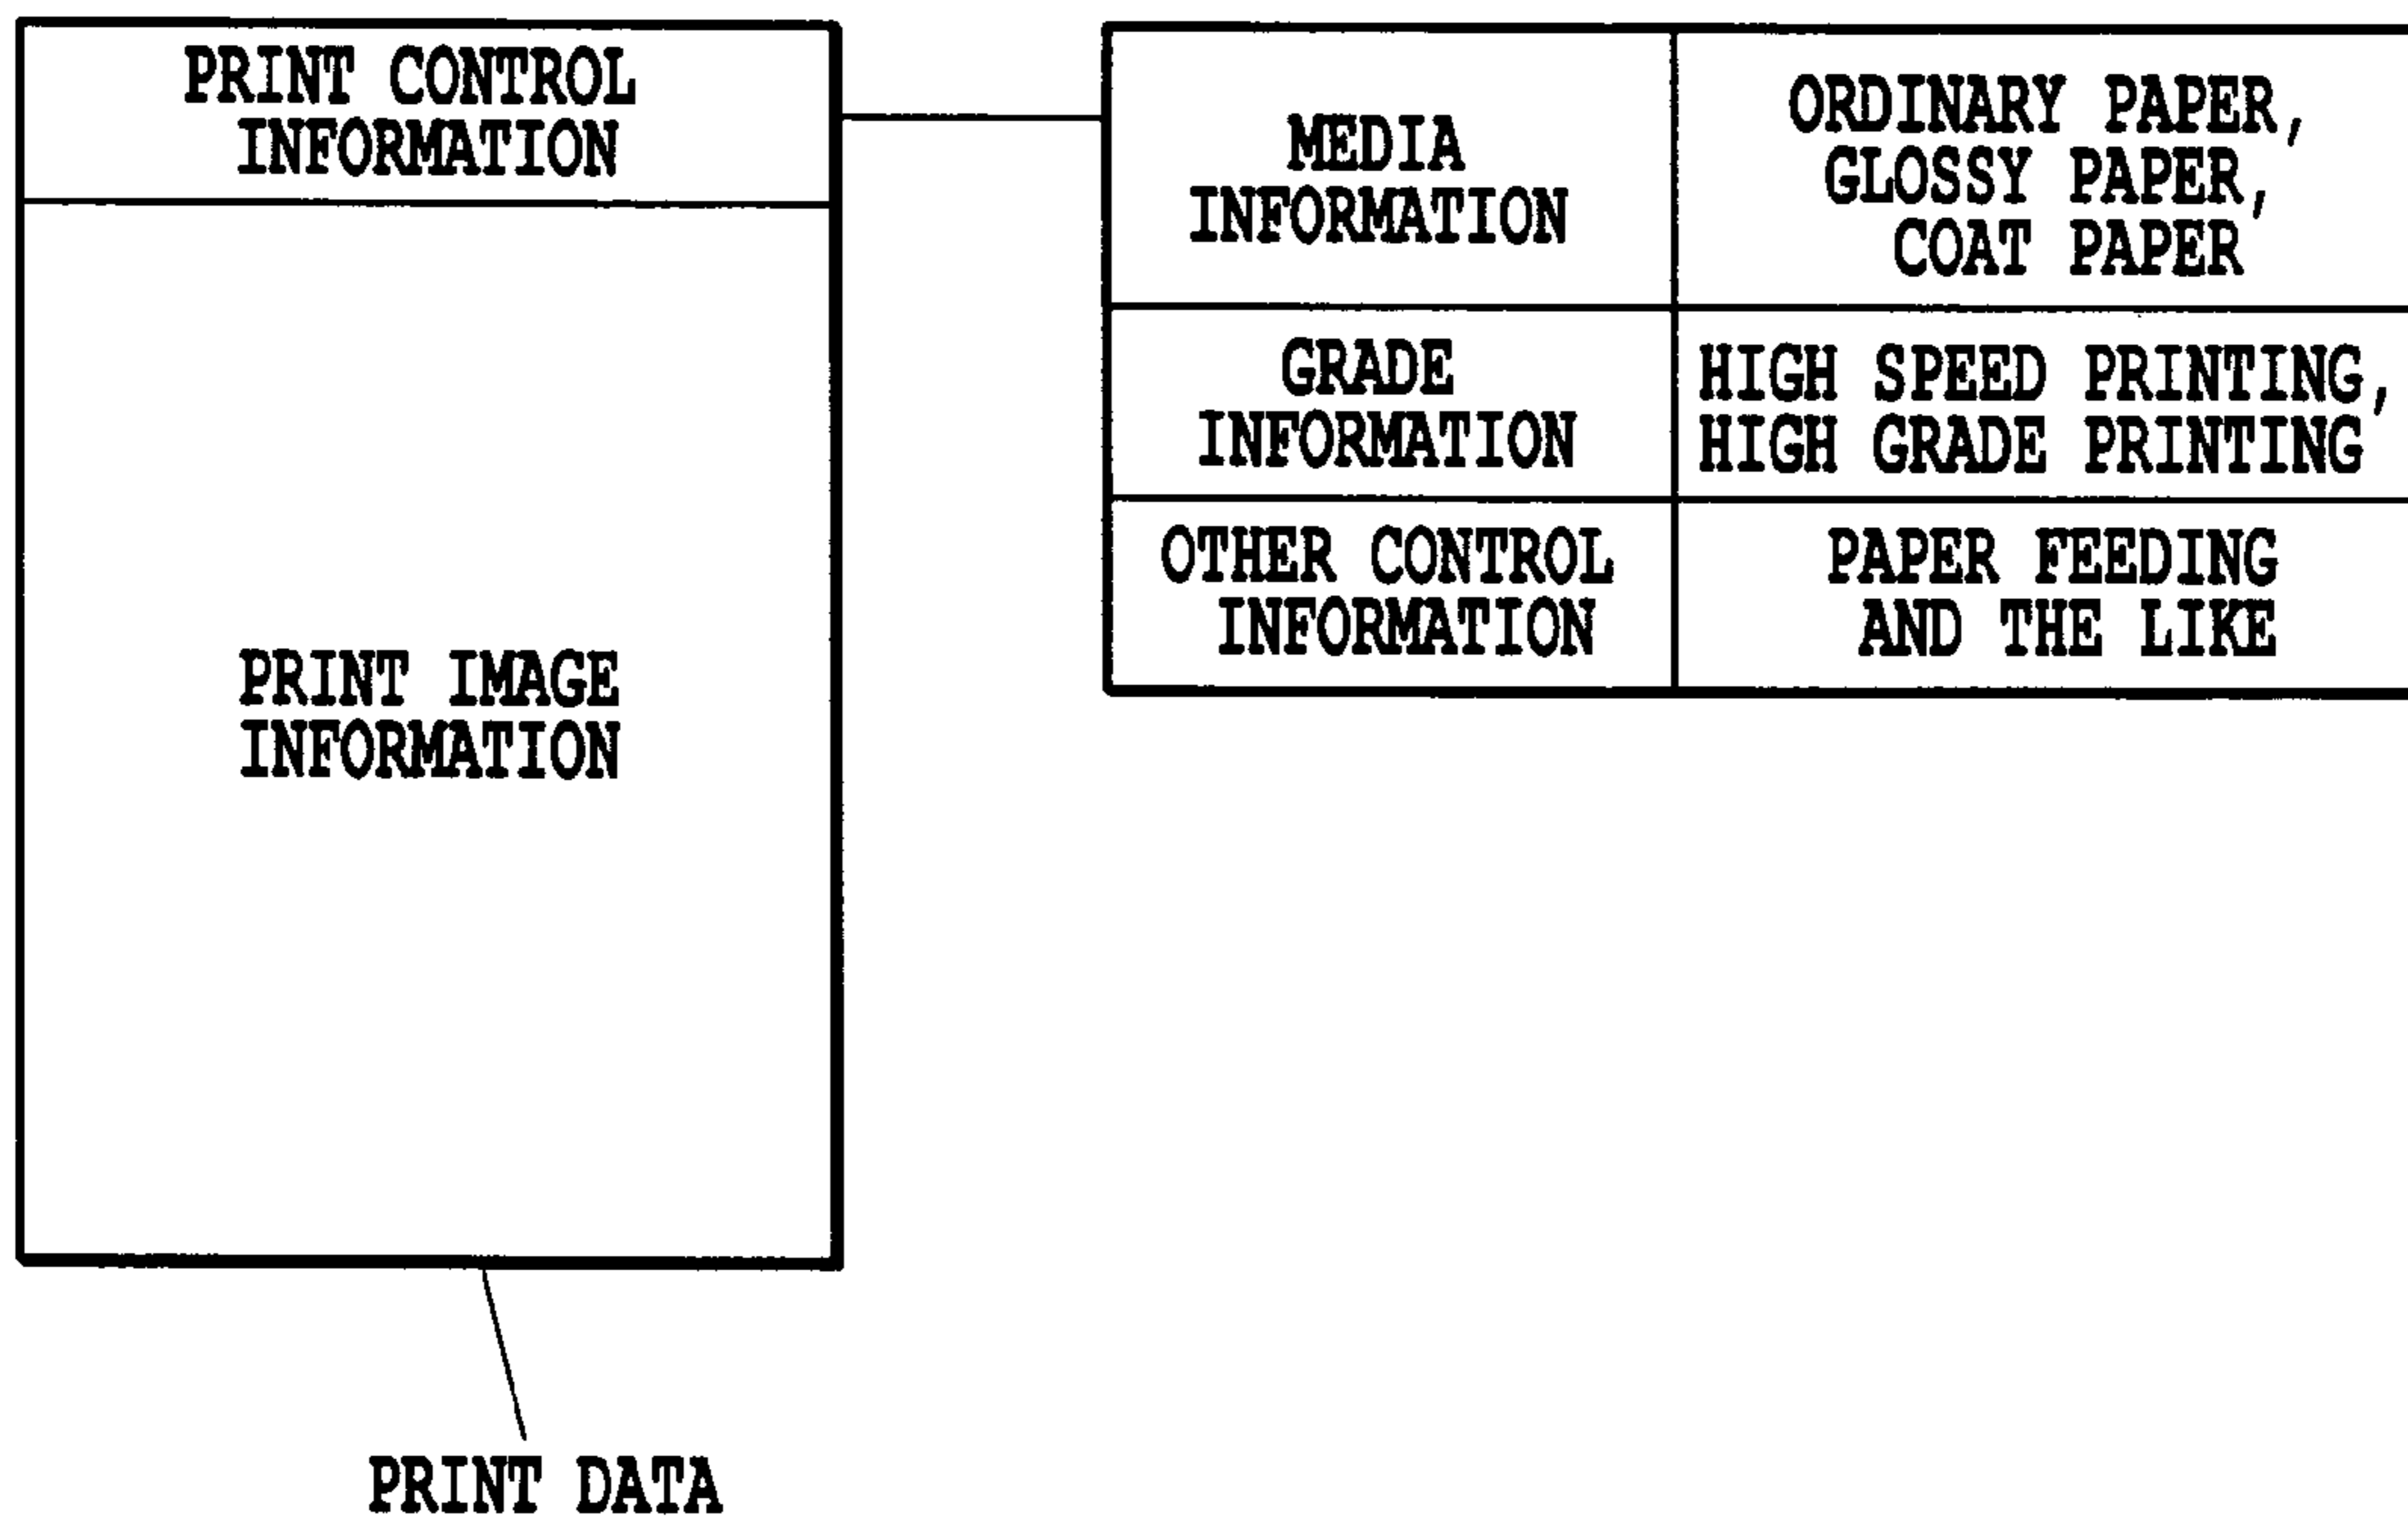 PRINT CONTROL
INFORMATION
PRINT IMAGE
INFORMATION
PRINT DATA
MEDIA
INFORMATION
ORDINARY PAPER,
GLOSSY PAPER,
COAT PAPER
GRADE
INFORMATION
HIGH SPEED PRINTING,
HIGH GRADE PRINTING
OTHER CONTROL
INFORMATION
PAPER FEEDING
AND THE LIKE